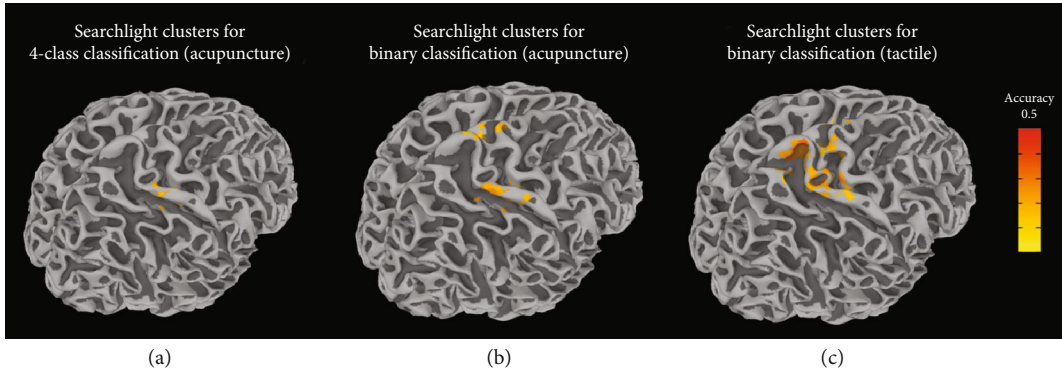 Searchlight clusters for
4-class classification (acupuncture)
Searchlight clusters for
binary classification (acupuncture)
Searchlight clusters for
binary classification (tactile)
Accuracy
0.5
(a)
(b)
(c)